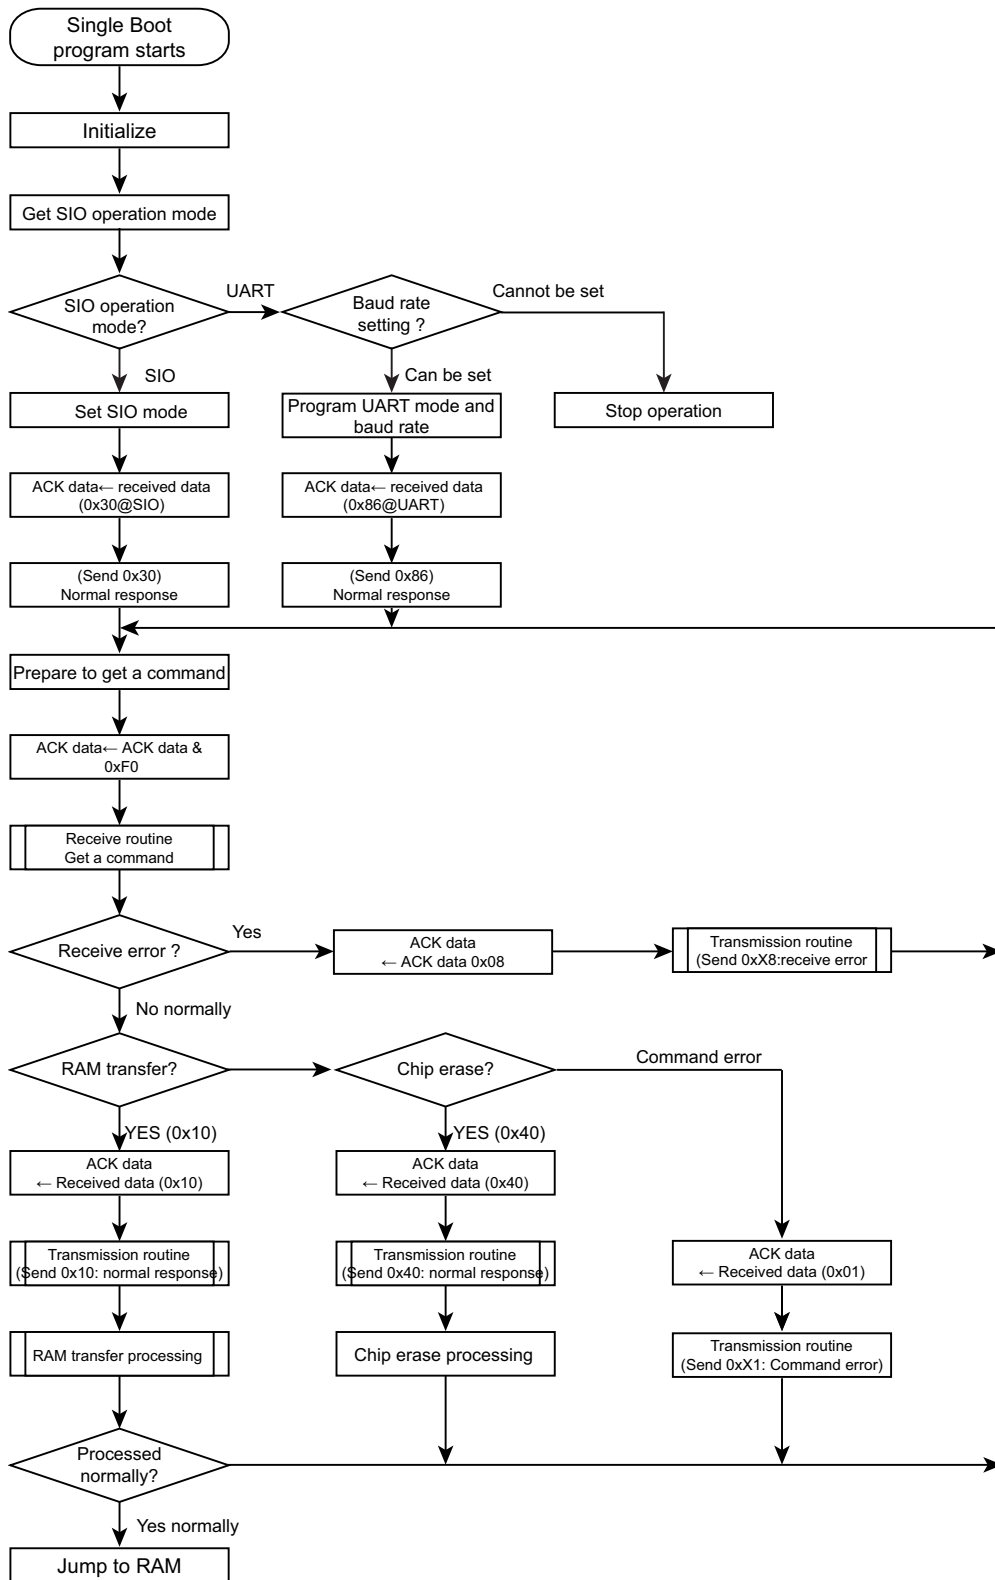 Single Boot
program starts
Initialize
Get SIO operation mode
SIO operation
mode?
UART
Baud rate
setting ?
Cannot be set
SIO
Can be set
Set SIO mode
Program UART mode and
baud rate
Stop operation
ACK data← received data
(0x30@SIO)
ACK data← received data
(0x86@UART)
(Send 0x30)
Normal response
(Send 0x86)
Normal response
Prepare to get a command
ACK data← ACK data &
0xF0
Receive routine
Get a command
Receive error ?
Yes
ACK data
← ACK data 0x08
Transmission routine
(Send 0xX8:receive error
No normally
RAM transfer?
Chip erase?
Command error
YES (0x10)
YES (0x40)
ACK data
← Received data (0x10)
ACK data
← Received data (0x40)
Transmission routine
(Send 0x10: normal response)
Transmission routine
(Send 0x40: normal response)
ACK data
← Received data (0x01)
RAM transfer processing
Chip erase processing
Transmission routine
(Send 0xX1: Command error)
Processed
normally?
Yes normally
Jump to RAM